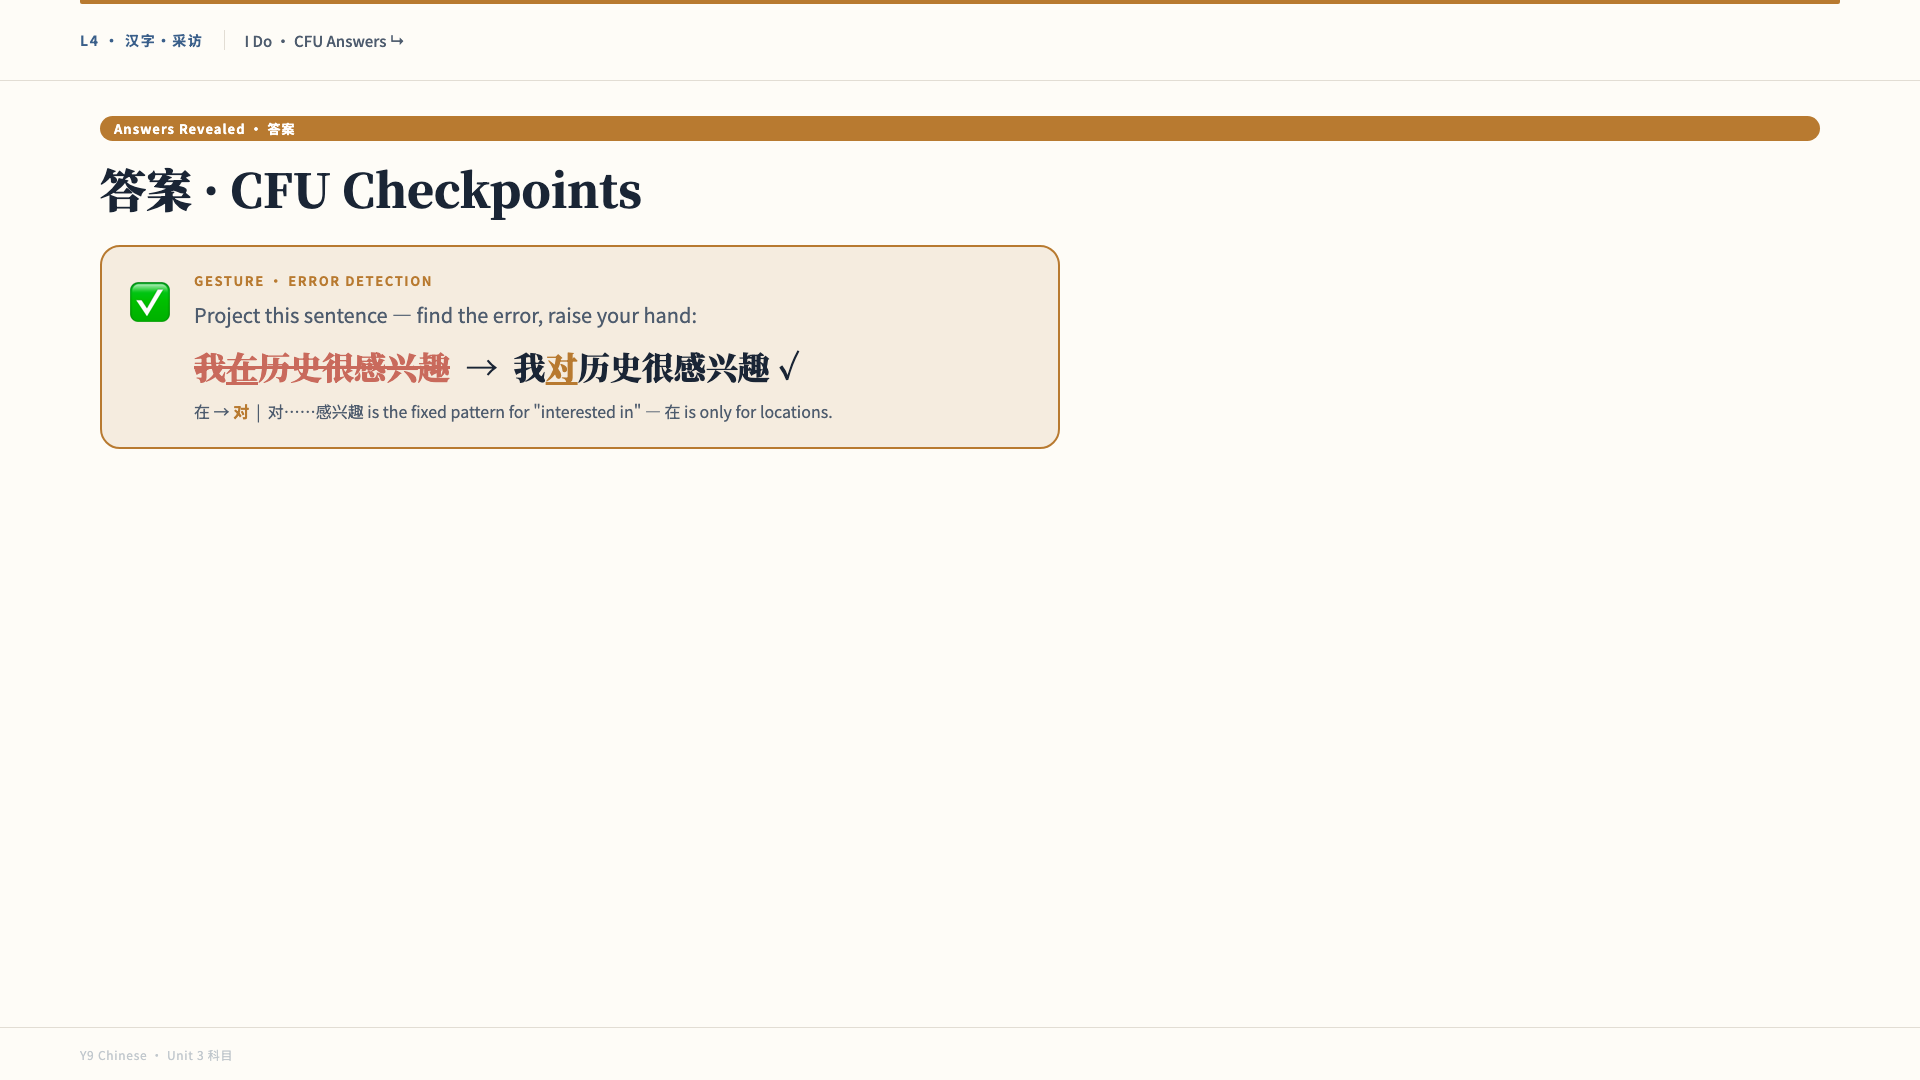 L4 • 汉字·采访 I Do • CFU Answers ↪
Answers Revealed • 答案
答案 · CFU Checkpoints
GESTURE • ERROR DETECTION
Project this sentence — find the error, raise your hand:
我在历史很感兴趣 → 我对历史很感兴趣 ✓
在 → 对 | 对……感兴趣 is the fixed pattern for "interested in" — 在 is only for locations.
Y9 Chinese • Unit 3 科目